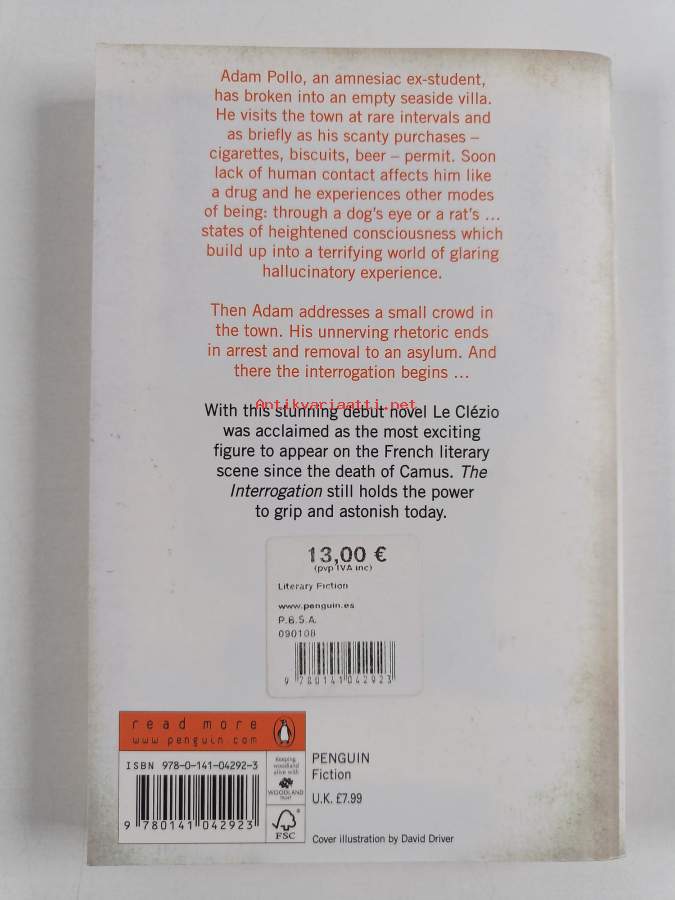 Adam Pollo, an amnesiac ex-student,
has broken into an empty seaside villa.
He visits the town at rare intervals and
as briefly as his scanty purchases –
cigarettes, biscuits, beer – permit. Soon
lack of human contact affects him like
a drug and he experiences other modes
of being: through a dog's eye or a rat's ...
states of heightened consciousness which
build up into a terrifying world of glaring
hallucinatory experience.
Then Adam addresses a small crowd in
the town. His unnerving rhetoric ends
in arrest and removal to an asylum. And
there the interrogation begins ...
Antikvariaatti.net
With this stunning debut novel Le Clézio
was acclaimed as the most exciting
figure to appear on the French literary
scene since the death of Camus. The
Interrogation still holds the power
to grip and astonish today.
13,00 €
(pvp IVA inc)
Literary Fiction
www.penguin.es
P.B.S.A.
090108
9 780141 042923
read more
www.penguin.com
ISBN 978-0-141-04292-3
9 780141 042923
Keeping
woodland
alive with
WOODLAND
TRUST
FSC
PENGUIN
Fiction
U.K. £7.99
Cover illustration by David Driver